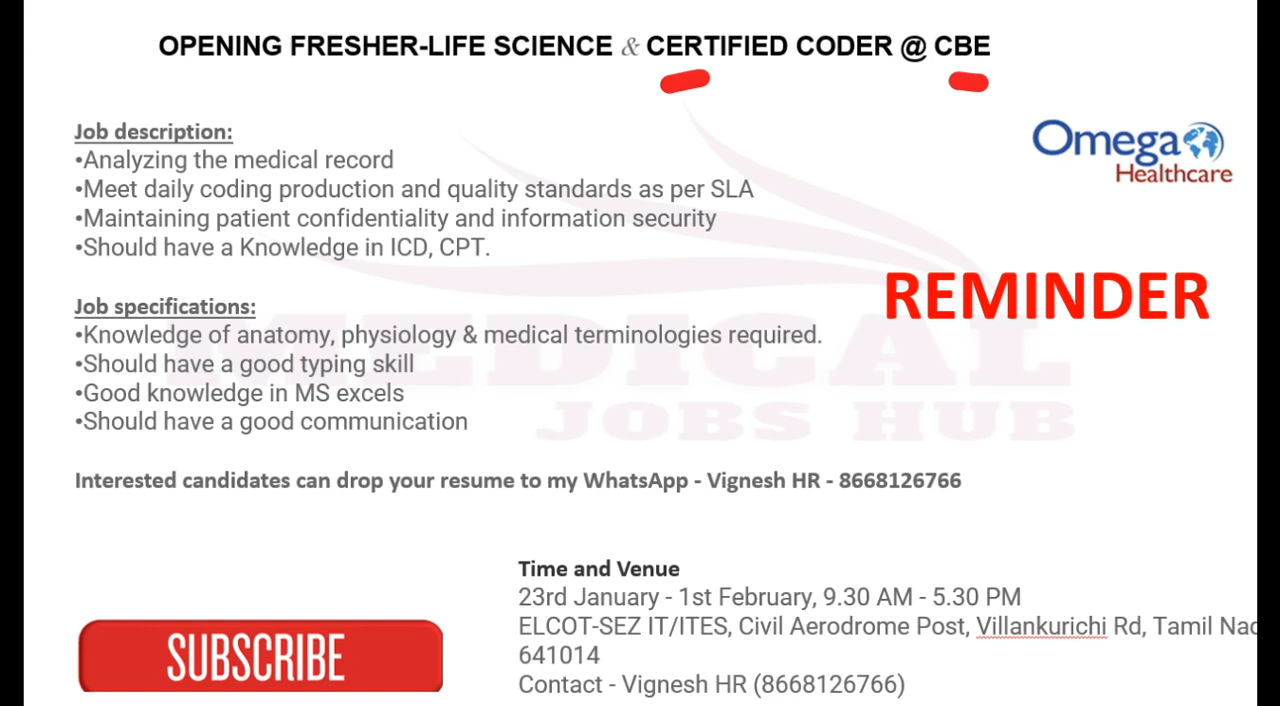 OPENING FRESHER-LIFE SCIENCE & CERTIFIED CODER @ CBE
Job description:
•Analyzing the medical record
•Meet daily coding production and quality standards as per SLA
•Maintaining patient confidentiality and information security
•Should have a Knowledge in ICD, CPT.
Omega
Healthcare
REMINDER
Job specifications:
•Knowledge of anatomy, physiology & medical terminologies required.
•Should have a good typing skill
•Good knowledge in MS excels
•Should have a good communication
MEDICAL
JOBS HUB
Interested candidates can drop your resume to my WhatsApp - Vignesh HR - 8668126766
Time and Venue
23rd January - 1st February, 9.30 AM - 5.30 PM
ELCOT-SEZ IT/ITES, Civil Aerodrome Post, Villankurichi Rd, Tamil Nad
641014
Contact - Vignesh HR (8668126766)
SUBSCRIBE